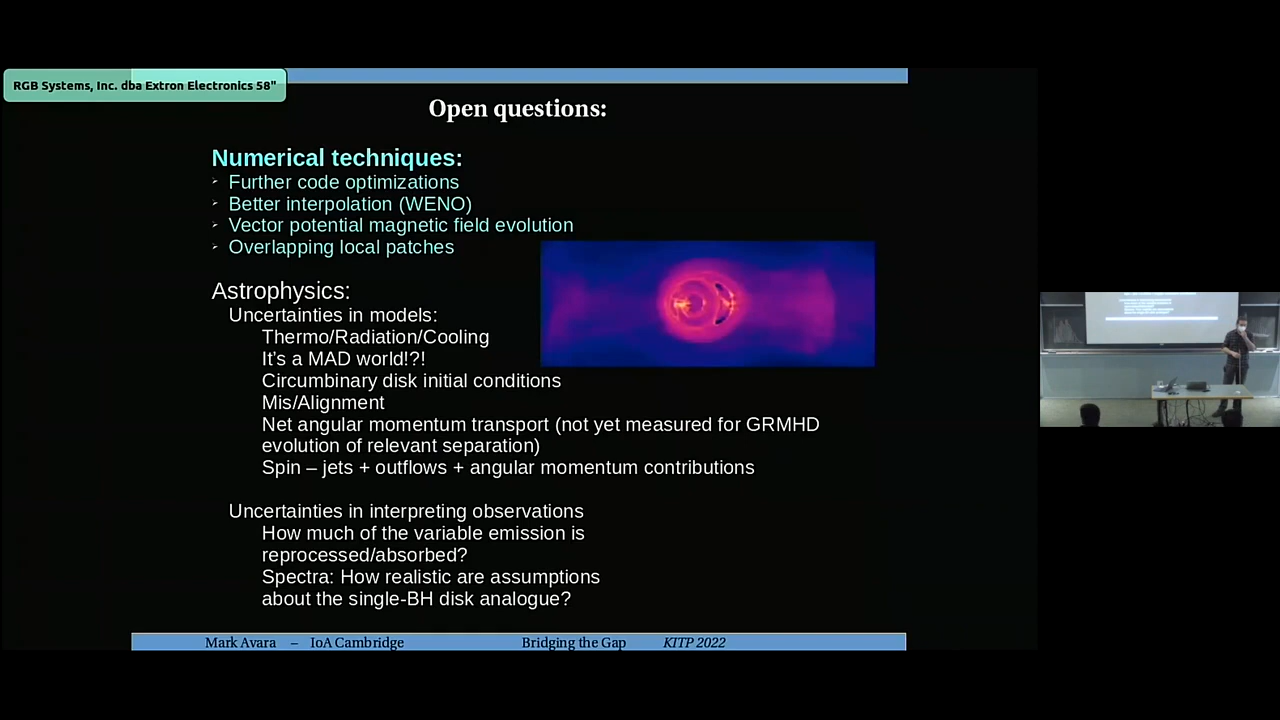 RGB Systems, Inc. dba Extron Electronics 58"
Open questions:
Numerical techniques:
Further code optimizations
Better interpolation (WENO)
Vector potential magnetic field evolution
Overlapping local patches
Astrophysics:
Uncertainties in models:
Thermo/Radiation/Cooling
It's a MAD world!?!
Circumbinary disk initial conditions
Mis/Alignment
Net angular momentum transport (not yet measured for GRMHD
evolution of relevant separation)
Spin – jets + outflows + angular momentum contributions
Uncertainties in interpreting observations
How much of the variable emission is
reprocessed/absorbed?
Spectra: How realistic are assumptions
about the single-BH disk analogue?
Mark Avara – IoA Cambridge Bridging the Gap KITP 2022